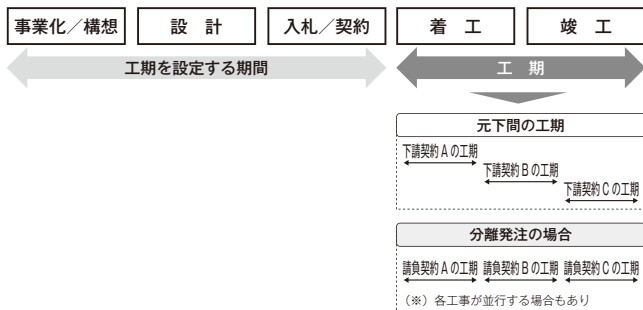 事業化／構想 設 計 入札／契約 着 工 竣 工
工期を設定する期間 工 期
元下間の工期
下請契約Aの工期
下請契約Bの工期
下請契約Cの工期
分離発注の場合
請負契約Aの工期 請負契約Bの工期 請負契約Cの工期
（※）各工事が並行する場合もあり